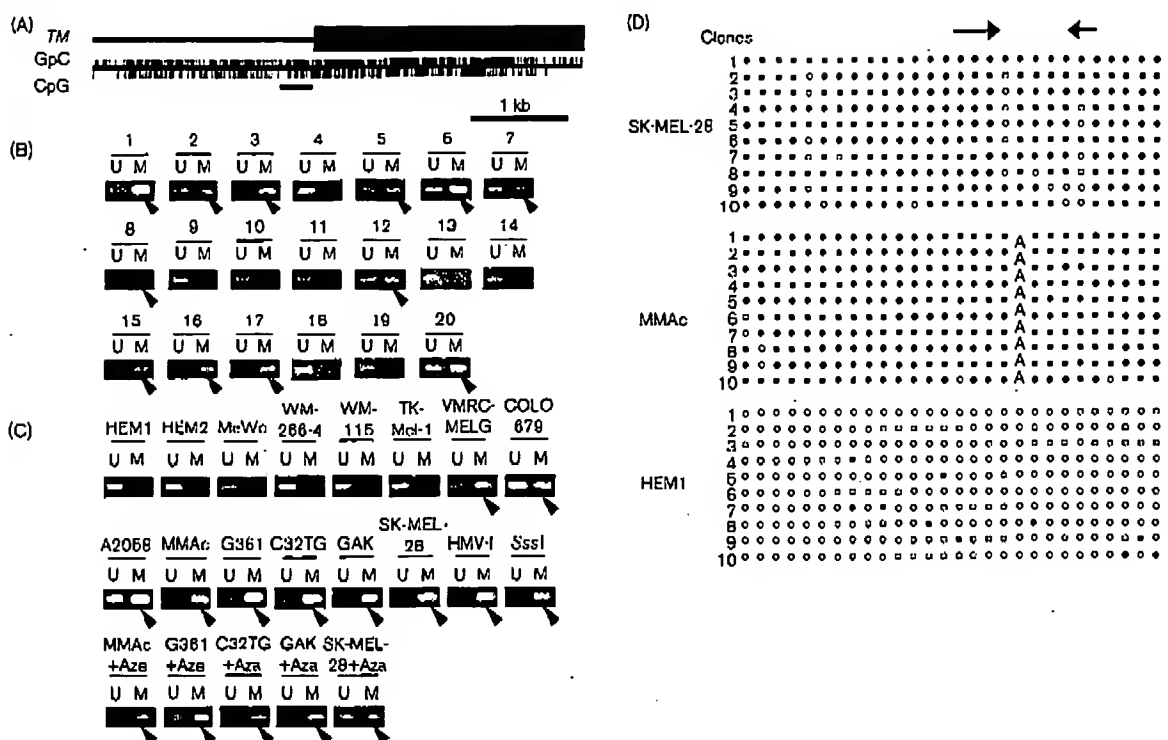 (A)
TM
GpC
CpG
1 kb
(B)
1 2 3 4 5 6 7
U M U M U M U M U M U M U M
8 9 10 11 12 13 14
U M U M U M U M U M U M U M
15 16 17 18 19 20
U M U M U M U M U M U M
(C)
HEM1 HEM2 MeWo WM-266-4 WM-115 TK-Mel-1 VMRC-MELG COLO 679
U M U M U M U M U M U M U M U M
A2058 MMAc G361 C32TG GAK SK-MEL-28 HMV-I SssI
U M U M U M U M U M U M U M U M
MMAc +Aza G361 +Aza C32TG +Aza GAK +Aza SK-MEL-28+Aza
U M U M U M U M U M
(D)
Clones
SK-MEL-28
1
2
3
4
5
6
7
8
9
10
MMAc
1 A
2 A
3 A
4 A
5 A
6 A
7 A
8 A
9 A
10 A
HEM1
1
2
3
4
5
6
7
8
9
10